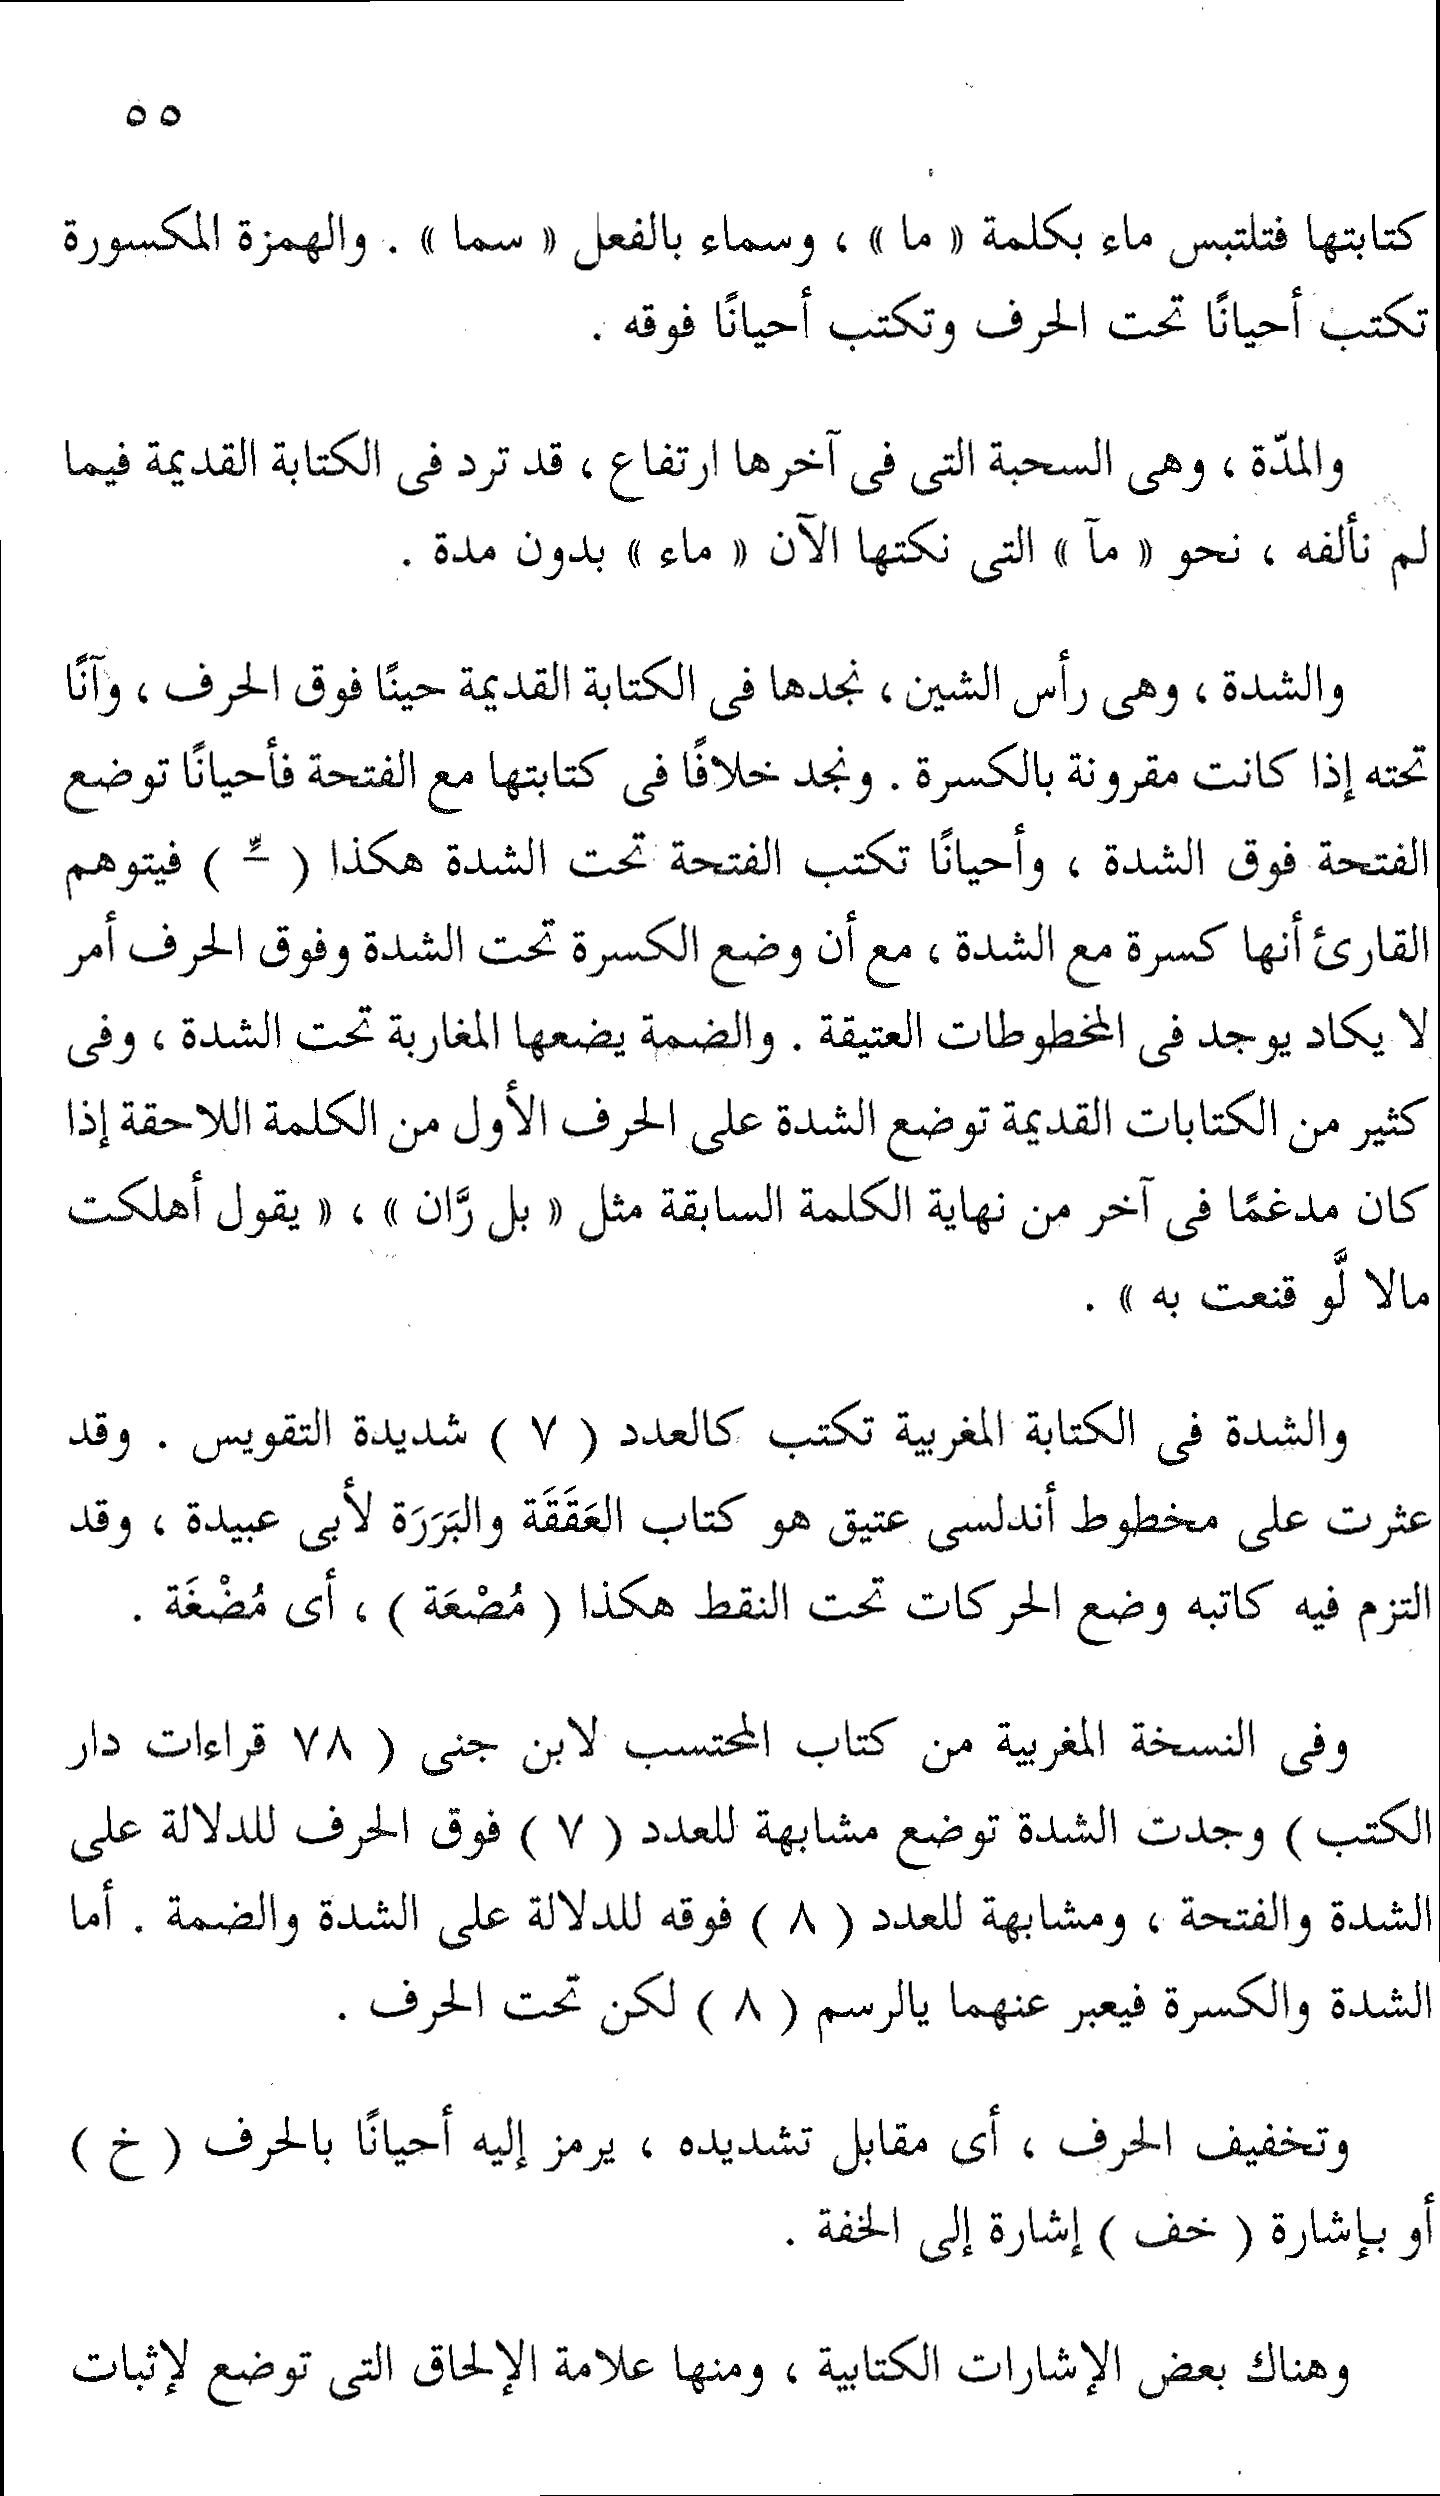 ٥٥
كتابتها فتلتبس ماء بكلمة « ما » ، وسماء بالفعل « سما » . والهمزة المكسورة
تكتب أحيانًا تحت الحرف وتكتب أحيانًا فوقه .
والمدّة ، وهى السحبة التى فى آخرها ارتفاع ، قد ترد فى الكتابة القديمة فيما
لم نألفه ، نحو « مآ » التى نكتها الآن « ماء » بدون مدة .
والشدة ، وهى رأس الشين ، نجدها فى الكتابة القديمة حينًا فوق الحرف ، وآنًا
تحته إذا كانت مقرونة بالكسرة . ونجد خلافًا فى كتابتها مع الفتحة فأحيانًا توضع
الفتحة فوق الشدة ، وأحيانًا تكتب الفتحة تحت الشدة هكذا ( ــِّ ) فيتوهم
القارئ أنها كسرة مع الشدة ، مع أن وضع الكسرة تحت الشدة وفوق الحرف أمر
لا يكاد يوجد فى المخطوطات العتيقة . والضمة يضعها المغاربة تحت الشدة ، وفى
كثير من الكتابات القديمة توضع الشدة على الحرف الأول من الكلمة اللاحقة إذا
كان مدغمًا فى آخر من نهاية الكلمة السابقة مثل « بل رَّان » ، « يقول أهلكت
مالا لَّو قنعت به » .
والشدة فى الكتابة المغربية تكتب كالعدد ( ٧ ) شديدة التقويس . وقد
عثرت على مخطوط أندلسى عتيق هو كتاب العَقَقَة والبَرَرَة لأبى عبيدة ، وقد
التزم فيه كاتبه وضع الحركات تحت النقط هكذا ( مُصْعَة ) ، أى مُضْغَة .
وفى النسخة المغربية من كتاب المحتسب لابن جنى ( ٧٨ قراءات دار
الكتب ) وجدت الشدة توضع مشابهة للعدد ( ٧ ) فوق الحرف للدلالة على
الشدة والفتحة ، ومشابهة للعدد ( ٨ ) فوقه للدلالة على الشدة والضمة . أما
الشدة والكسرة فيعبر عنهما يالرسم ( ٨ ) لكن تحت الحرف .
وتخفيف الحرف ، أى مقابل تشديده ، يرمز إليه أحيانًا بالحرف ( خ )
أو بإشارة ( خف ) إشارة إلى الخفة .
وهناك بعض الإشارات الكتابية ، ومنها علامة الإلحاق التى توضع لإثبات